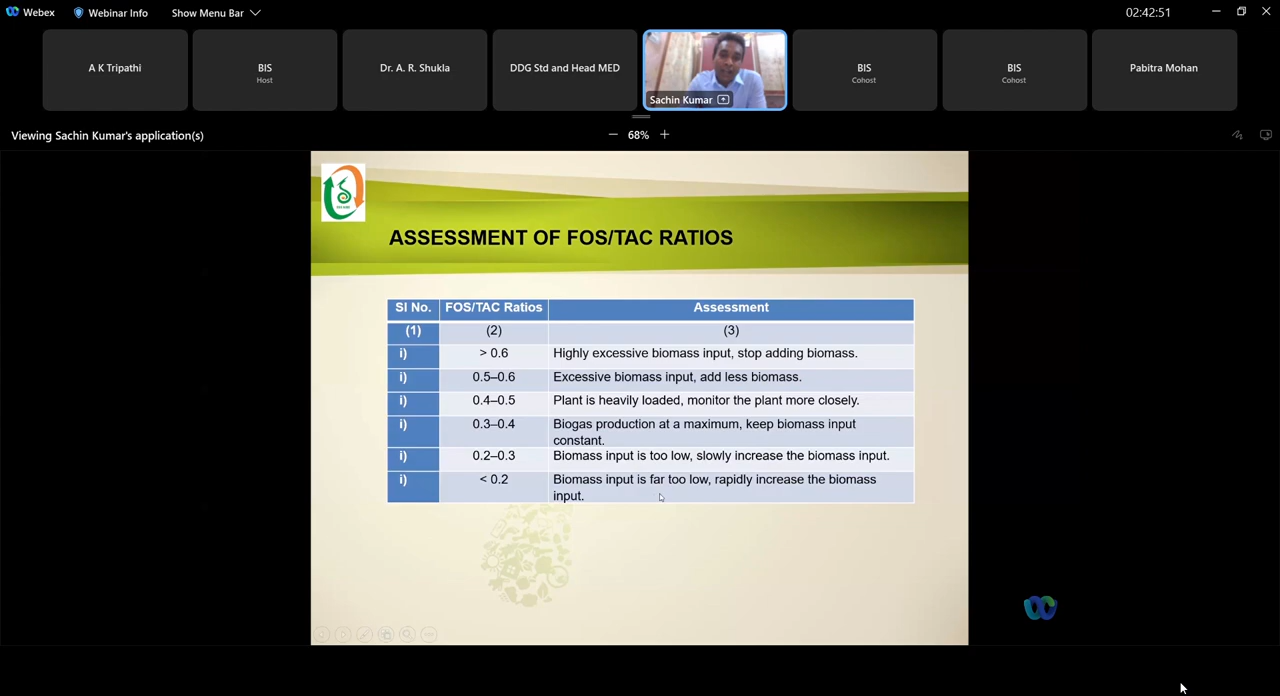 Webex
Webinar Info
Show Menu Bar
02:42:51
A K Tripathi
BIS
Host
Dr. A. R. Shukla
DDG Std and Head MED
Sachin Kumar
BIS
Cohost
BIS
Cohost
Pabitra Mohan
Viewing Sachin Kumar's application(s)
68%
ASSESSMENT OF FOS/TAC RATIOS
SI No. FOS/TAC Ratios Assessment
(1) (2) (3)
i) > 0.6 Highly excessive biomass input, stop adding biomass.
i) 0.5–0.6 Excessive biomass input, add less biomass.
i) 0.4–0.5 Plant is heavily loaded, monitor the plant more closely.
i) 0.3–0.4 Biogas production at a maximum, keep biomass input
constant.
i) 0.2–0.3 Biomass input is too low, slowly increase the biomass input.
i) < 0.2 Biomass input is far too low, rapidly increase the biomass
input.